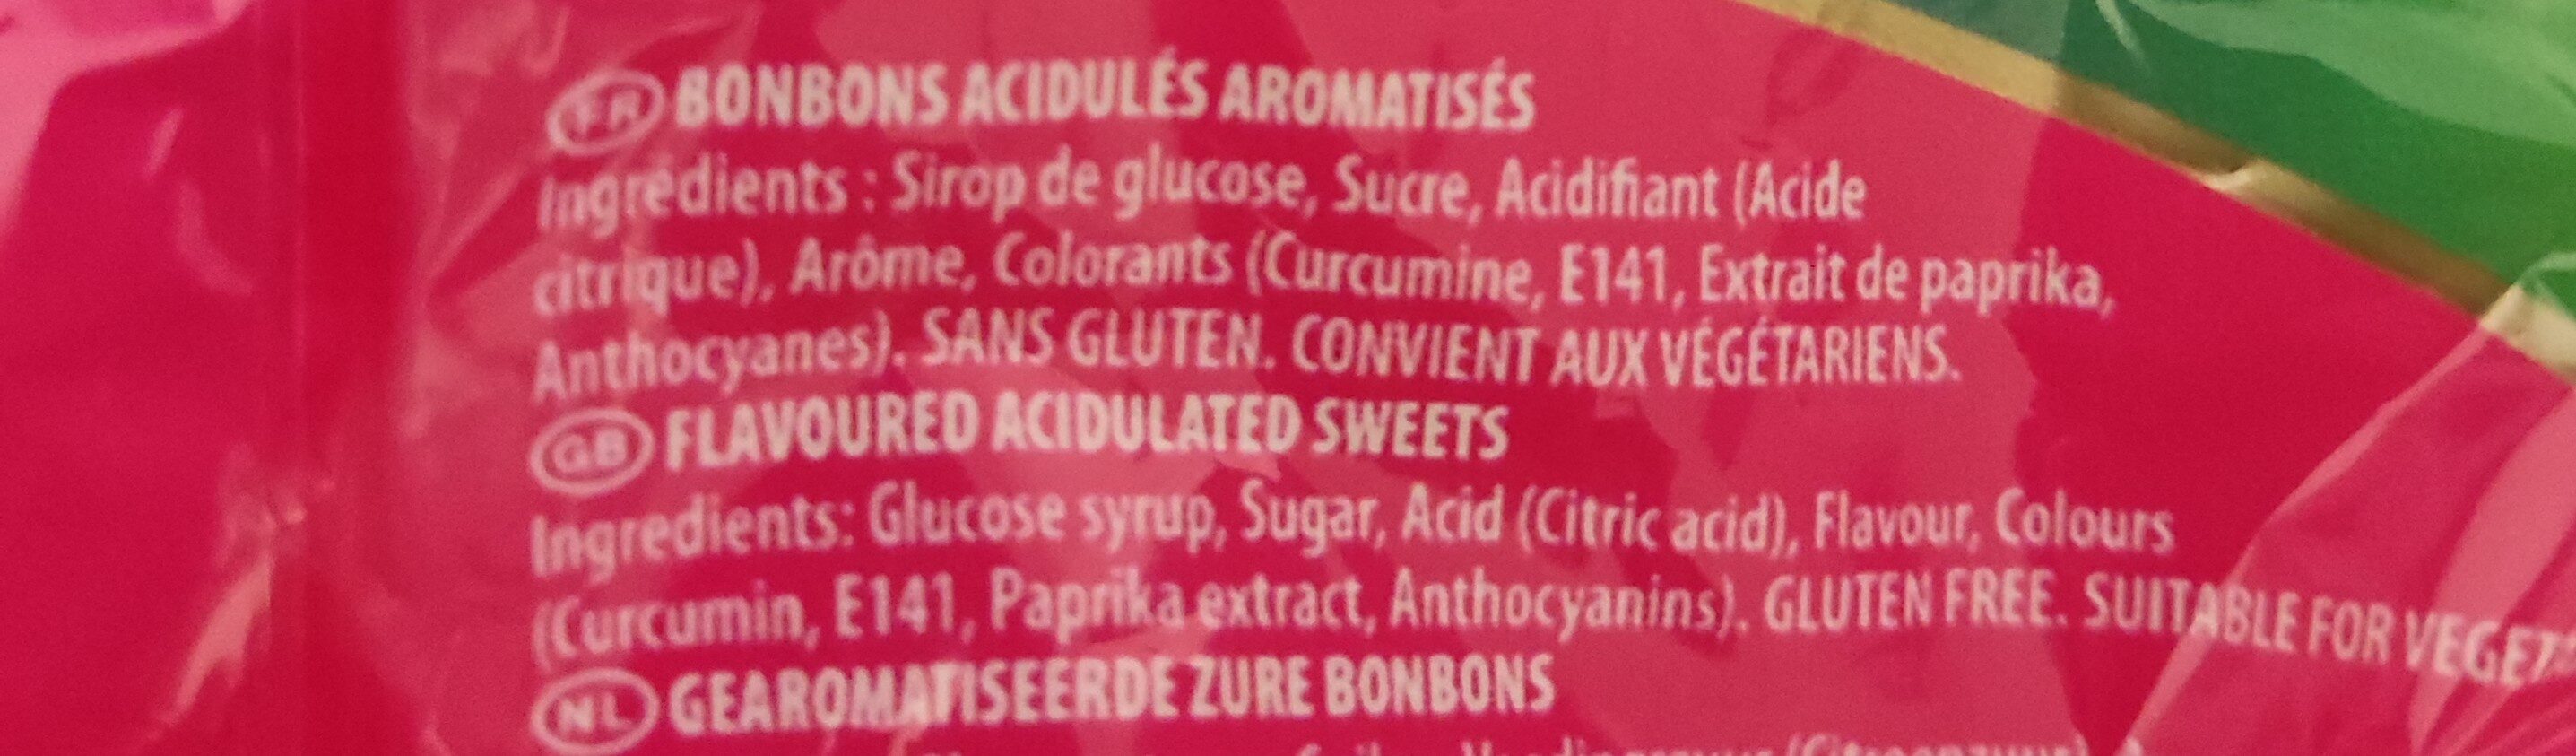 FR BONBONS ACIDULÉS AROMATISÉS
Ingrédients : Sirop de glucose, Sucre, Acidifiant (Acide
citrique), Arôme, Colorants (Curcumine, E141, Extrait de paprika,
Anthocyanes). SANS GLUTEN. CONVIENT AUX VÉGÉTARIENS.
GB FLAVOURED ACIDULATED SWEETS
Ingredients: Glucose syrup, Sugar, Acid (Citric acid), Flavour, Colours
(Curcumin, E141, Paprika extract, Anthocyanins). GLUTEN FREE. SUITABLE FOR
NL GEAROMATISEERDE ZURE BONBONS